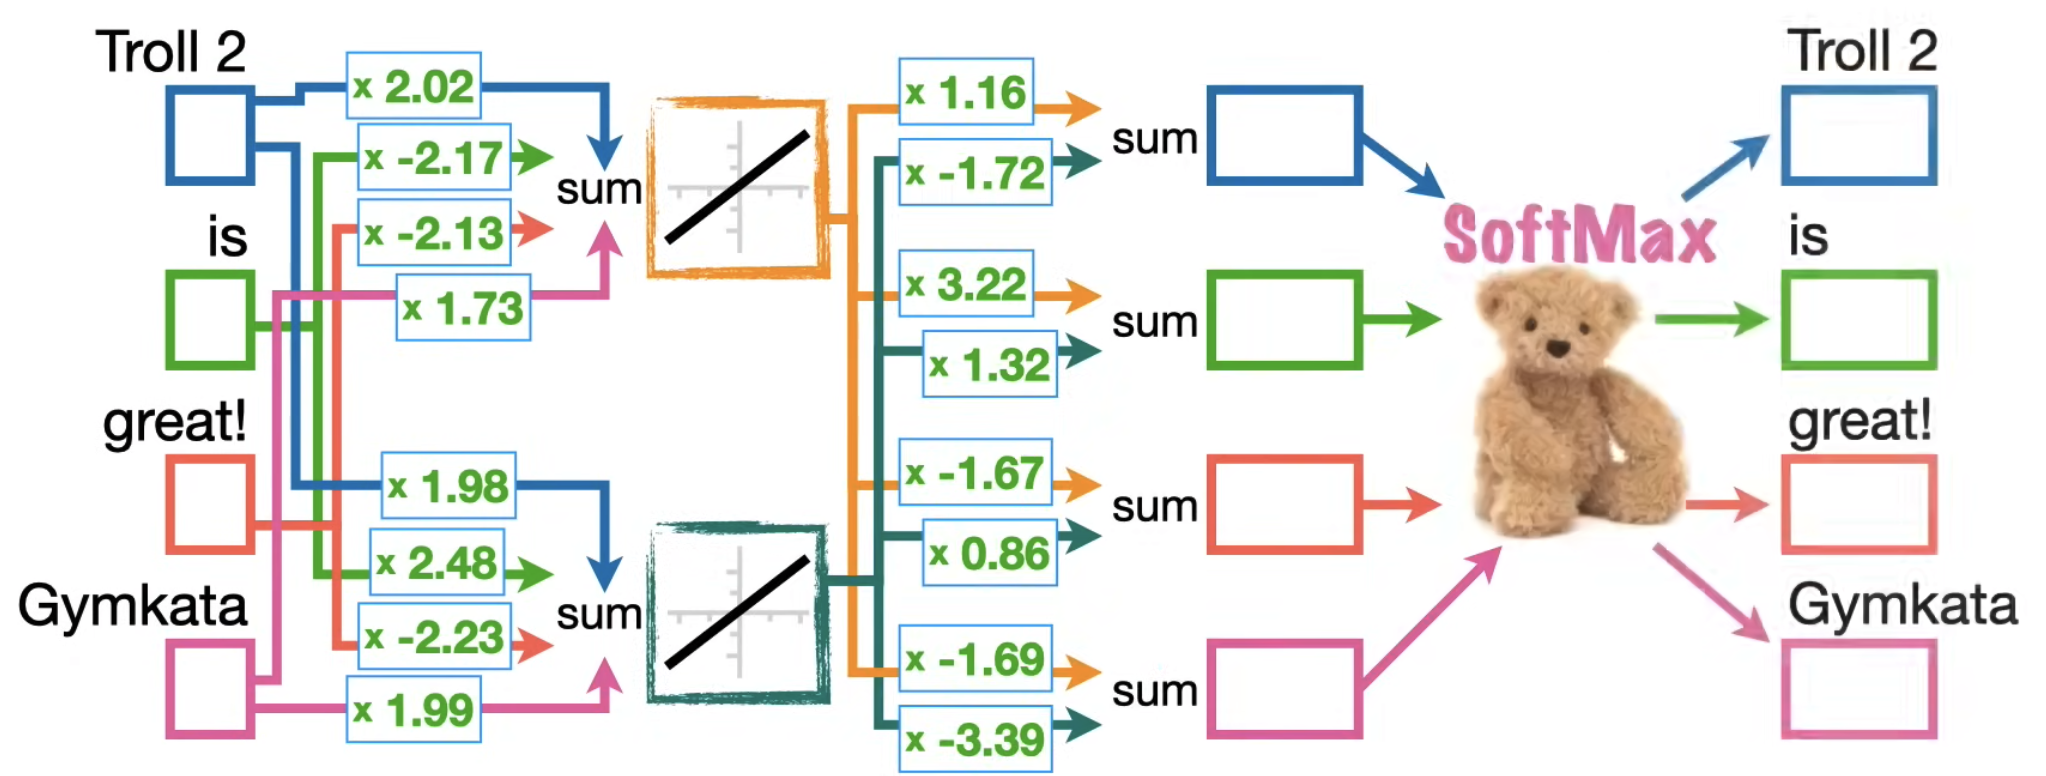 Troll 2
is
great!
Gymkata
x 2.02
x -2.17
x -2.13
x 1.73
sum
x 1.98
x 2.48
x -2.23
x 1.99
sum
x 1.16
x -1.72
x 3.22
x 1.32
x -1.67
x 0.86
x -1.69
x -3.39
sum
sum
sum
sum
SoftMax
Troll 2
is
great!
Gymkata